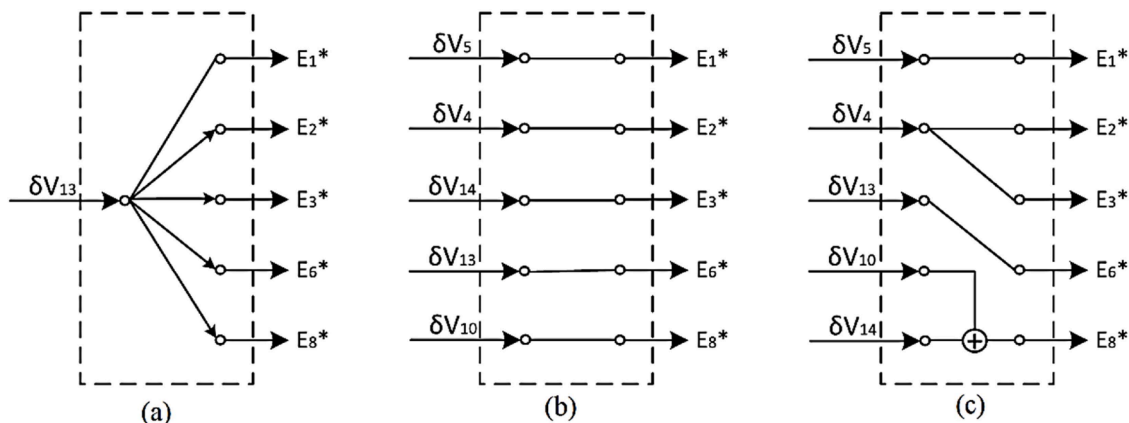 δV₁₃
E₁*
E₂*
E₃*
E₆*
E₈*
(a)
δV₅
δV₄
δV₁₄
δV₁₃
δV₁₀
E₁*
E₂*
E₃*
E₆*
E₈*
(b)
δV₅
δV₄
δV₁₃
δV₁₀
δV₁₄
+
E₁*
E₂*
E₃*
E₆*
E₈*
(c)